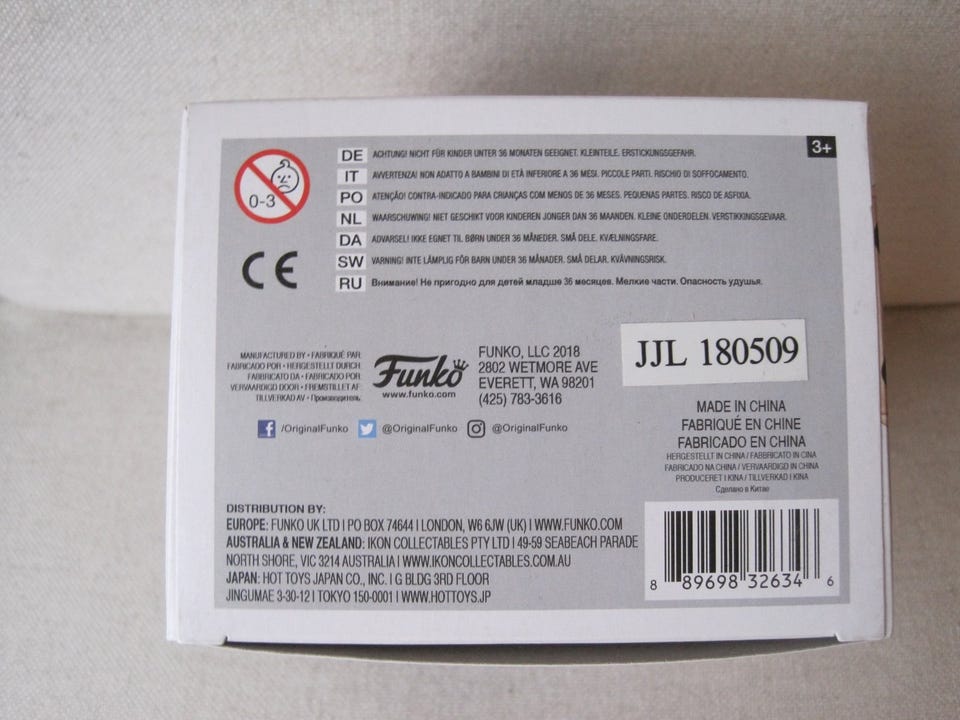 3+
0-3
DE ACHTUNG! NICHT FÜR KINDER UNTER 36 MONATEN GEEIGNET. KLEINTEILE. ERSTICKUNGSGEFAHR.
IT AVVERTENZA! NON ADATTO A BAMBINI DI ETÀ INFERIORE A 36 MESI. PICCOLE PARTI. RISCHIO DI SOFFOCAMENTO.
PO ATENÇÃO! CONTRA-INDICADO PARA CRIANÇAS COM MENOS DE 36 MESES. PEQUENAS PARTES. RISCO DE ASFIXIA.
NL WAARSCHUWING! NIET GESCHIKT VOOR KINDEREN JONGER DAN 36 MAANDEN. KLEINE ONDERDELEN. VERSTIKKINGSGEVAAR.
DA ADVARSEL! IKKE EGNET TIL BØRN UNDER 36 MÅNEDER. SMÅ DELE. KVÆLNINGSFARE.
SW VARNING! INTE LÄMPLIG FÖR BARN UNDER 36 MÅNADER. SMÅ DELAR. KVÄVNINGSRISK.
RU Внимание! Не пригодно для детей младше 36 месяцев. Мелкие части. Опасность удушья.
CE
MANUFACTURED BY • FABRIQUÉ PAR
FABRICADO POR • HERGESTELLT DURCH
FABBRICATO DA • FABRICADO POR
VERVAARDIGD DOOR • FREMSTILLET AF
TILLVERKAD AV • Производитель:
Funko
www.funko.com
FUNKO, LLC 2018
2802 WETMORE AVE
EVERETT, WA 98201
(425) 783-3616
JJL 180509
/OriginalFunko @OriginalFunko @OriginalFunko
MADE IN CHINA
FABRIQUÉ EN CHINE
FABRICADO EN CHINA
HERGESTELLT IN CHINA / FABBRICATO IN CINA
FABRICADO NA CHINA / VERVAARDIGD IN CHINA
PRODUCERET I KINA / TILLVERKAD I KINA
Сделано в Китае
DISTRIBUTION BY:
EUROPE: FUNKO UK LTD | PO BOX 74644 | LONDON, W6 6JW (UK) | WWW.FUNKO.COM
AUSTRALIA & NEW ZEALAND: IKON COLLECTABLES PTY LTD | 49-59 SEABEACH PARADE
NORTH SHORE, VIC 3214 AUSTRALIA | WWW.IKONCOLLECTABLES.COM.AU
JAPAN: HOT TOYS JAPAN CO., INC. | G BLDG 3RD FLOOR
JINGUMAE 3-30-12 | TOKYO 150-0001 | WWW.HOTTOYS.JP
8 89698 32634 6